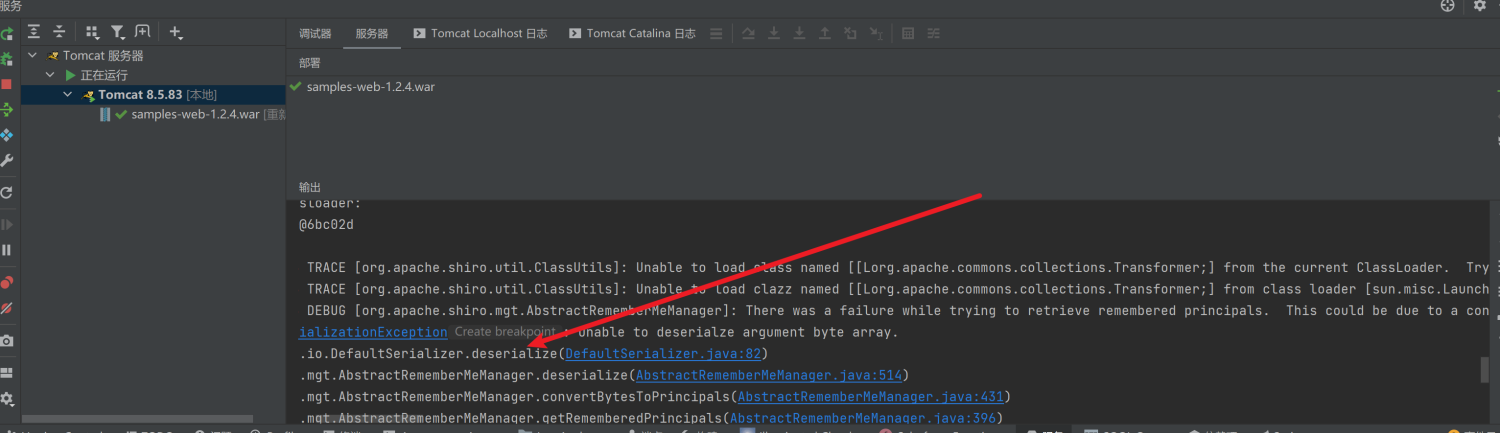 服务
调试器 服务器 Tomcat Localhost 日志 Tomcat Catalina 日志
Tomcat 服务器
部署
正在运行
samples-web-1.2.4.war
Tomcat 8.5.83 [本地]
samples-web-1.2.4.war [重新
输出
sloader:
@6bc02d
TRACE [org.apache.shiro.util.ClassUtils]: Unable to load class named [[Lorg.apache.commons.collections.Transformer;] from the current ClassLoader. Try
TRACE [org.apache.shiro.util.ClassUtils]: Unable to load clazz named [[Lorg.apache.commons.collections.Transformer;] from class loader [sun.misc.Launch
DEBUG [org.apache.shiro.mgt.AbstractRememberMeManager]: There was a failure while trying to retrieve remembered principals. This could be due to a con
ializationException Create breakpoint : Unable to deserialze argument byte array.
.io.DefaultSerializer.deserialize(DefaultSerializer.java:82)
.mgt.AbstractRememberMeManager.deserialize(AbstractRememberMeManager.java:514)
.mgt.AbstractRememberMeManager.convertBytesToPrincipals(AbstractRememberMeManager.java:431)
.mgt.AbstractRememberMeManager.getRememberedPrincipals(AbstractRememberMeManager.java:396)